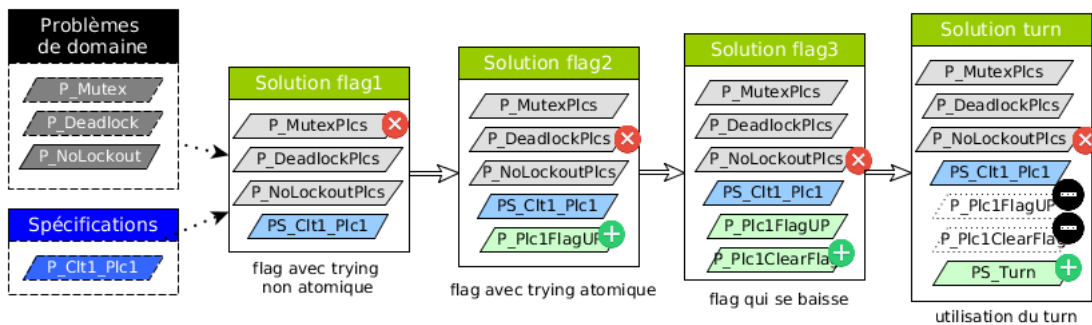 Problèmes
de domaine
P_Mutex
P_Deadlock
P_NoLockout
Spécifications
P_Clt1_Plc1
Solution flag1
P_MutexPlcs
P_DeadlockPlcs
P_NoLockoutPlcs
PS_Clt1_Plc1
flag avec trying
non atomique
Solution flag2
P_MutexPlcs
P_DeadlockPlcs
P_NoLockoutPlcs
PS_Clt1_Plc1
P_Plc1FlagUP
flag avec trying atomique
Solution flag3
P_MutexPlcs
P_DeadlockPlcs
P_NoLockoutPlcs
PS_Clt1_Plc1
P_Plc1FlagUP
P_Plc1ClearFlag
flag qui se baisse
Solution turn
P_MutexPlcs
P_DeadlockPlcs
P_NoLockoutPlcs
PS_Clt1_Plc1
P_Plc1FlagUP
P_Plc1ClearFlag
PS_Turn
utilisation du turn